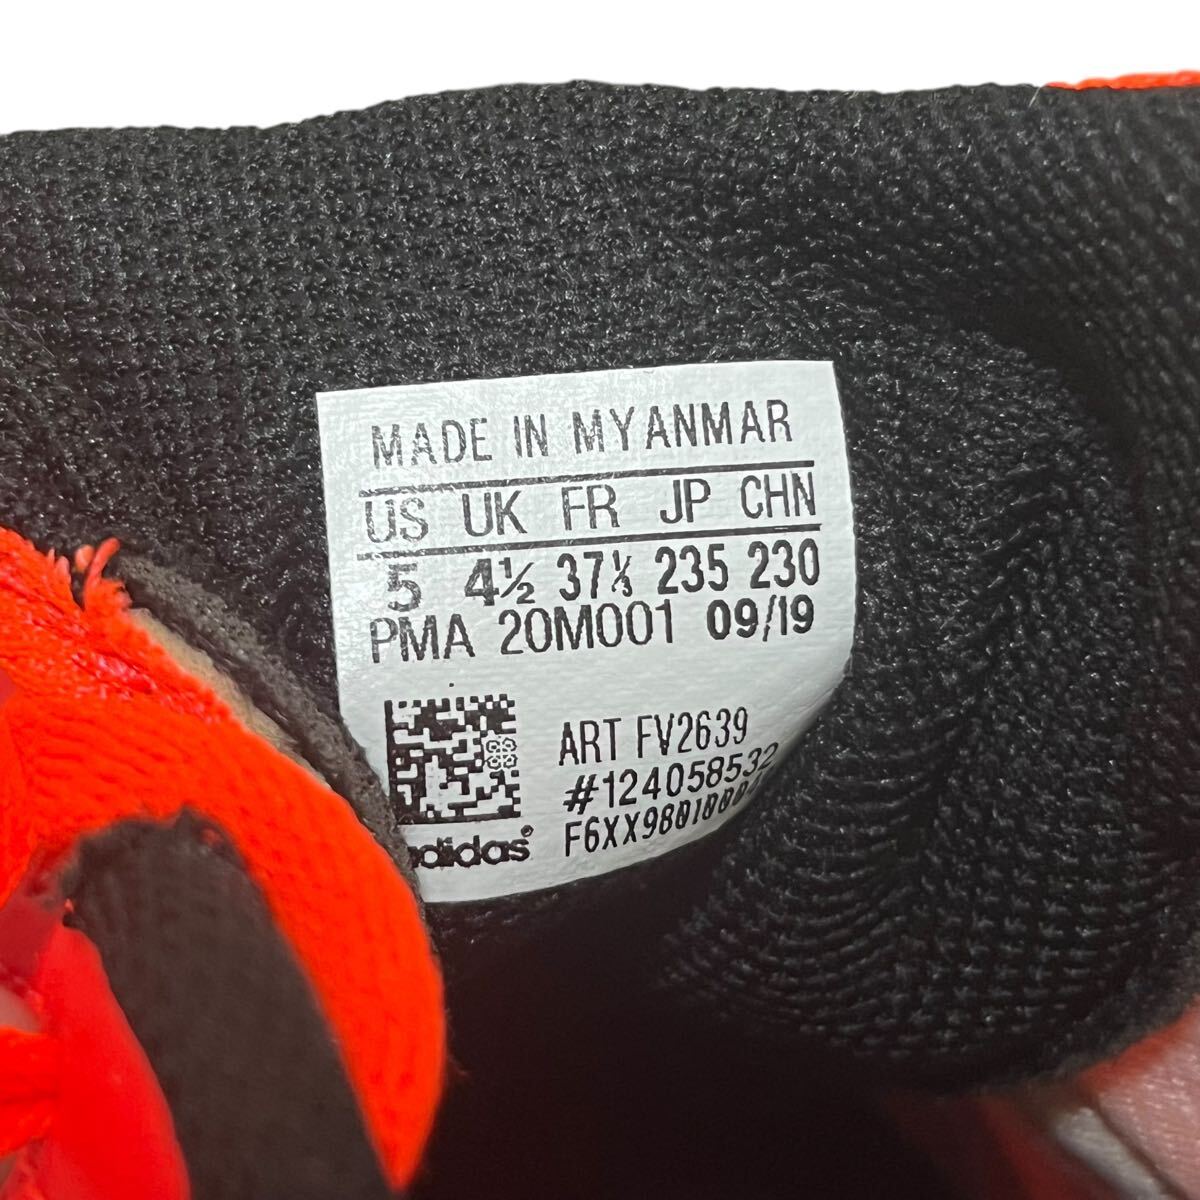 MADE IN MYANMAR
US UK FR JP CHN
5 4½ 37⅓ 235 230
PMA 20M001 09/19
ART FV2639
#124058532
adidas®